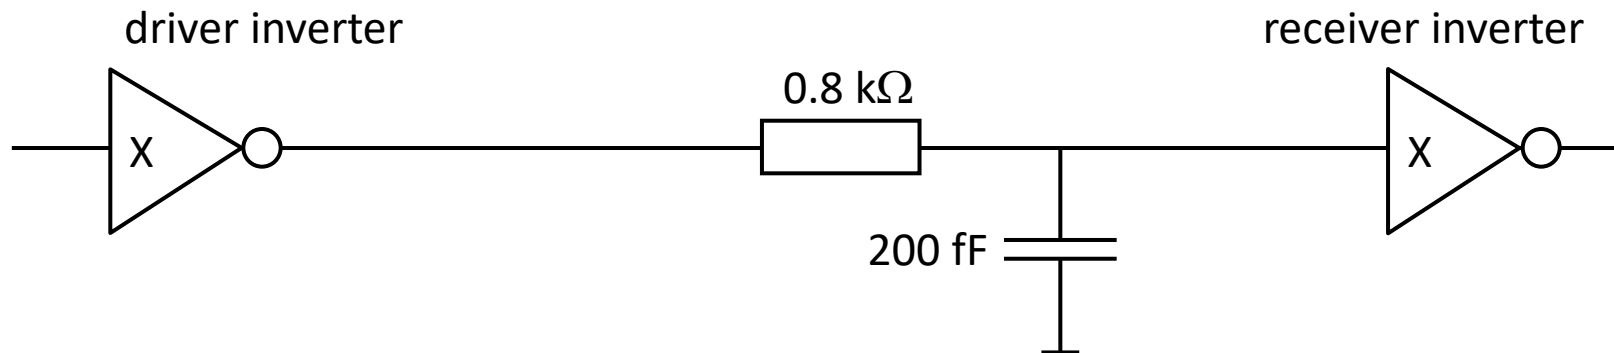 driver inverter
receiver inverter
0.8 kΩ
X
X
200 fF